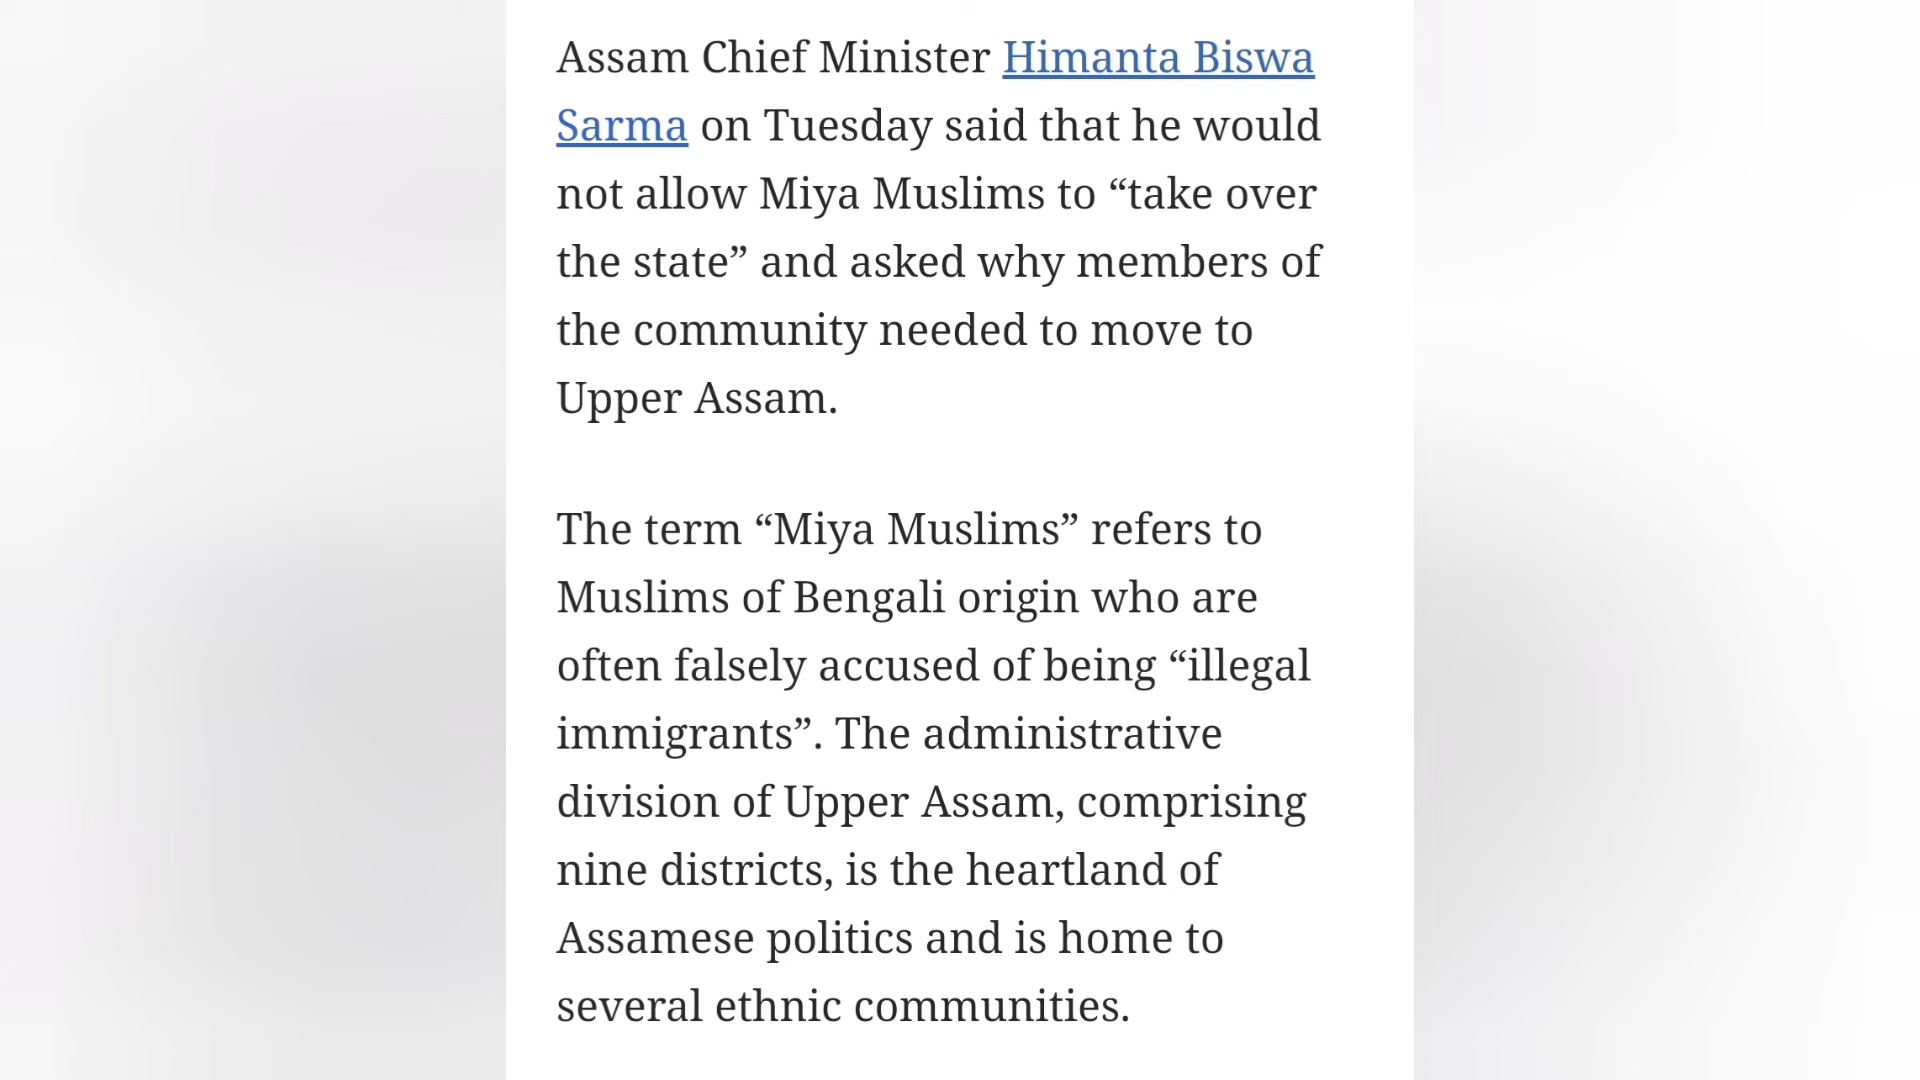 Assam Chief Minister Himanta Biswa
Sarma on Tuesday said that he would
not allow Miya Muslims to “take over
the state” and asked why members of
the community needed to move to
Upper Assam.
The term “Miya Muslims” refers to
Muslims of Bengali origin who are
often falsely accused of being “illegal
immigrants”. The administrative
division of Upper Assam, comprising
nine districts, is the heartland of
Assamese politics and is home to
several ethnic communities.